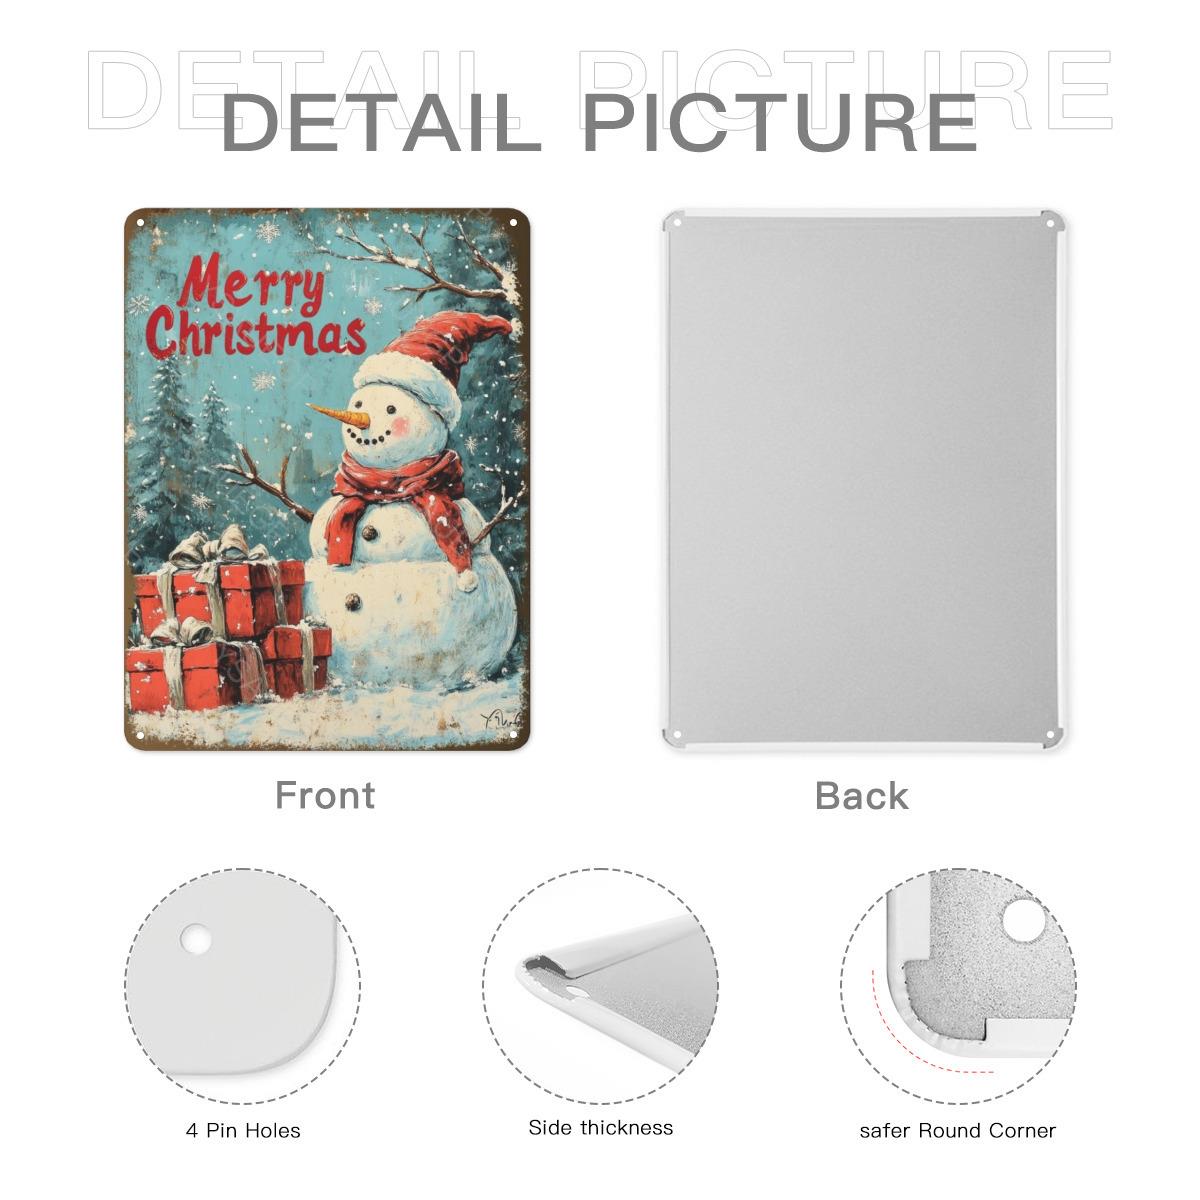 DETAIL PICTURE
DETAIL PICTURE
Merry
Christmas
Front
Back
4 Pin Holes
Side thickness
safer Round Corner